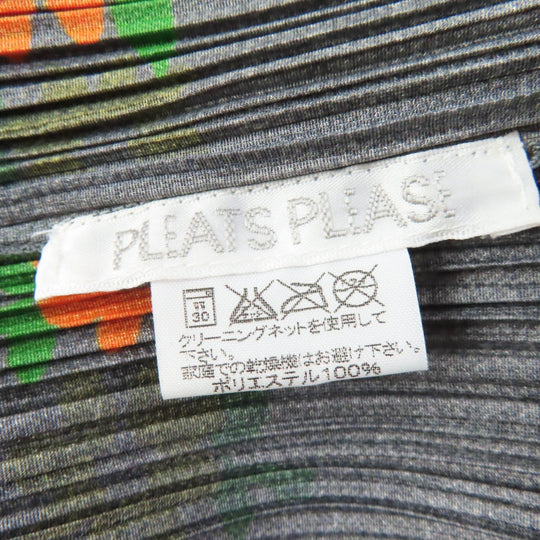 PLEATS PLEASE
弱 30
クリーニングネットを使用して
下さい。
家庭での乾燥機はお避け下さい。
ポリエステル100%